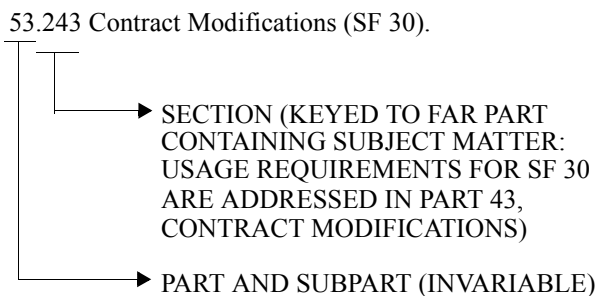 53.243 Contract Modifications (SF 30).
SECTION (KEYED TO FAR PART
CONTAINING SUBJECT MATTER:
USAGE REQUIREMENTS FOR SF 30
ARE ADDRESSED IN PART 43,
CONTRACT MODIFICATIONS)
PART AND SUBPART (INVARIABLE)